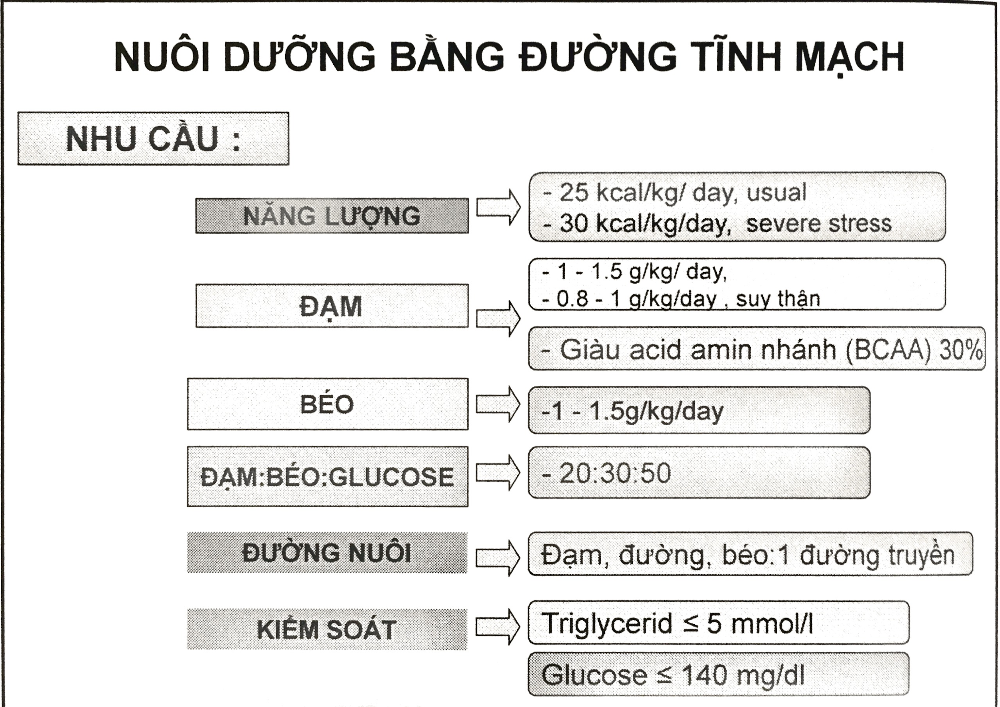 NUÔI DƯỠNG BẰNG ĐƯỜNG TĨNH MẠCH
NHU CẦU :
NĂNG LƯỢNG
- 25 kcal/kg/ day, usual
- 30 kcal/kg/day, severe stress
ĐẠM
- 1 - 1.5 g/kg/ day,
- 0.8 - 1 g/kg/day , suy thận
- Giàu acid amin nhánh (BCAA) 30%
BÉO
-1 - 1.5g/kg/day
ĐẠM:BÉO:GLUCOSE
- 20:30:50
ĐƯỜNG NUÔI
Đạm, đường, béo:1 đường truyền
KIỂM SOÁT
Triglycerid ≤ 5 mmol/l
Glucose ≤ 140 mg/dl